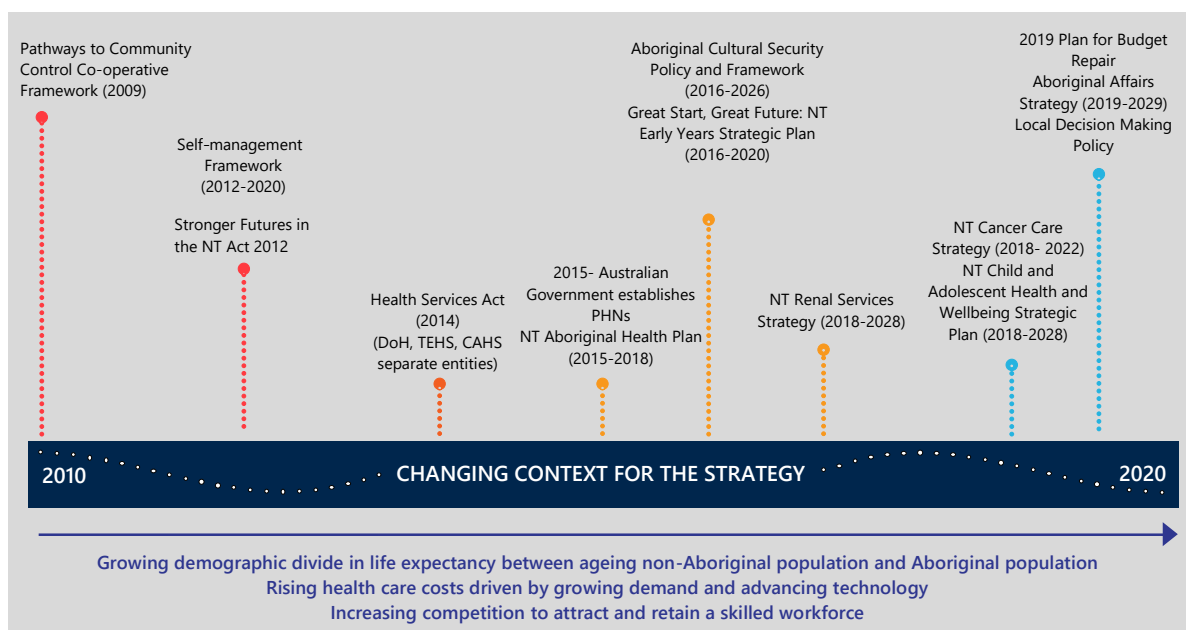 Pathways to Community
Control Co-operative
Framework (2009)
Self-management
Framework
(2012-2020)
Stronger Futures in
the NT Act 2012
Health Services Act
(2014)
(DoH, TEHS, CAHS
separate entities)
2015- Australian
Government establishes
PHNs
NT Aboriginal Health Plan
(2015-2018)
Aboriginal Cultural Security
Policy and Framework
(2016-2026)
Great Start, Great Future: NT
Early Years Strategic Plan
(2016-2020)
NT Renal Services
Strategy (2018-2028)
NT Cancer Care
Strategy (2018- 2022)
NT Child and
Adolescent Health and
Wellbeing Strategic
Plan (2018-2028)
2019 Plan for Budget
Repair
Aboriginal Affairs
Strategy (2019-2029)
Local Decision Making
Policy
2010
CHANGING CONTEXT FOR THE STRATEGY
2020
Growing demographic divide in life expectancy between ageing non-Aboriginal population and Aboriginal population
Rising health care costs driven by growing demand and advancing technology
Increasing competition to attract and retain a skilled workforce